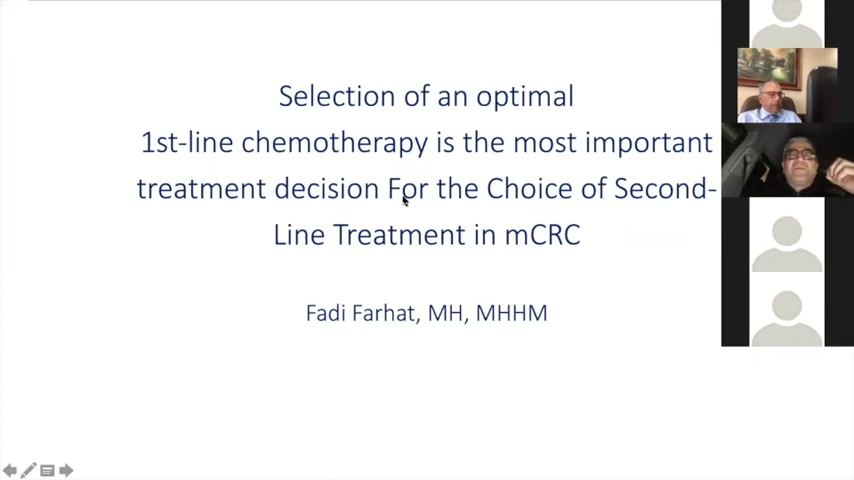 Selection of an optimal
1st-line chemotherapy is the most important
treatment decision For the Choice of Second-
Line Treatment in mCRC
Fadi Farhat, MH, MHHM